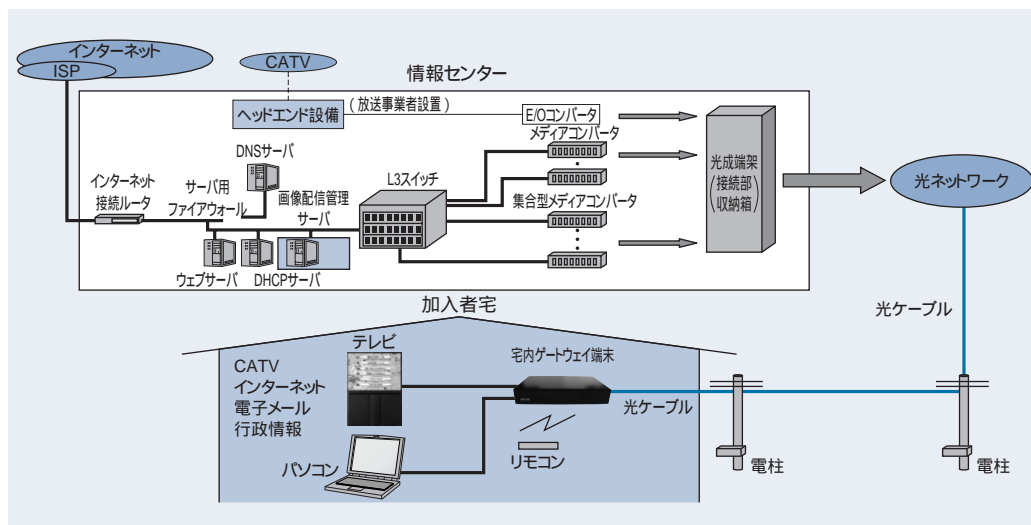 インターネット
ISP
CATV
情報センター
ヘッドエンド設備
(放送事業者設置)
E/Oコンバータ
メディアコンバータ
DNSサーバ
インターネット
接続ルータ
サーバ用
ファイアウォール
画像配信管理
サーバ
L3スイッチ
集合型メディアコンバータ
光成端架
(接続部
収納箱)
光ネットワーク
ウェブサーバ
DHCPサーバ
光ケーブル
加入者宅
テレビ
宅内ゲートウェイ端末
CATV
インターネット
電子メール
行政情報
光ケーブル
リモコン
パソコン
電柱
電柱